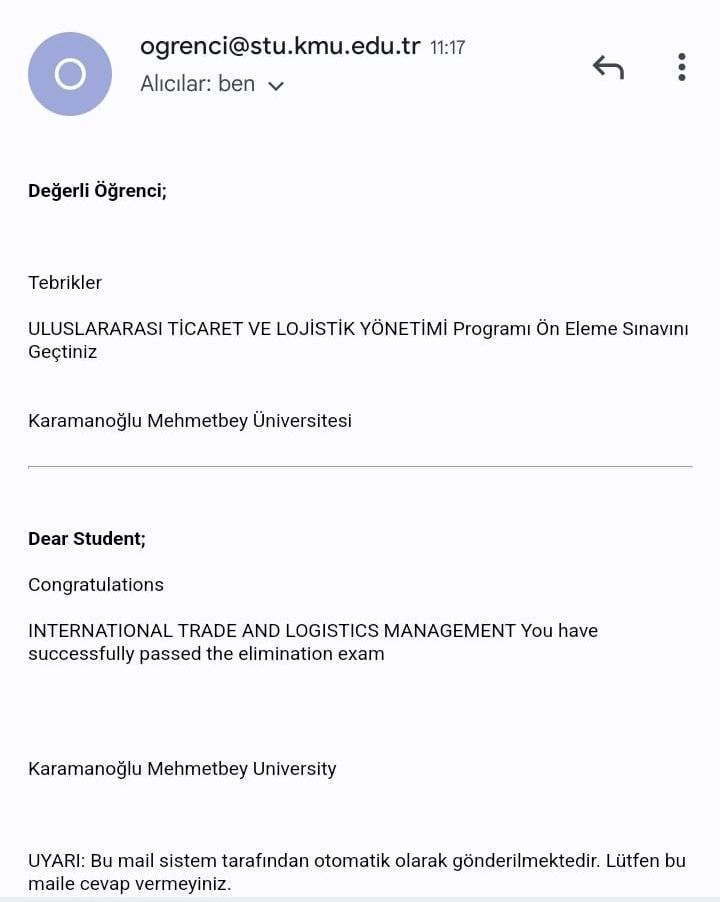 ogrenci@stu.kmu.edu.tr 11:17
Alıcılar: ben
O
Değerli Öğrenci;
Tebrikler
ULUSLARARASI TİCARET VE LOJİSTİK YÖNETİMİ Programı Ön Eleme Sınavını
Geçtiniz
Karamanoğlu Mehmetbey Üniversitesi
Dear Student;
Congratulations
INTERNATIONAL TRADE AND LOGISTICS MANAGEMENT You have
successfully passed the elimination exam
Karamanoğlu Mehmetbey University
UYARI: Bu mail sistem tarafından otomatik olarak gönderilmektedir. Lütfen bu
maile cevap vermeyiniz.